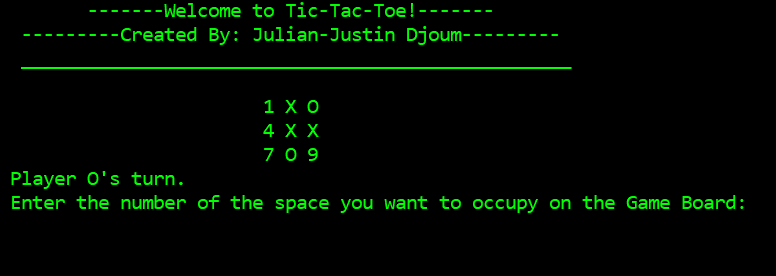 -------Welcome to Tic-Tac-Toe!-------
---------Created By: Julian-Justin Djoum---------
__________________________________________________
1 X O
4 X X
7 O 9
Player O's turn.
Enter the number of the space you want to occupy on the Game Board: